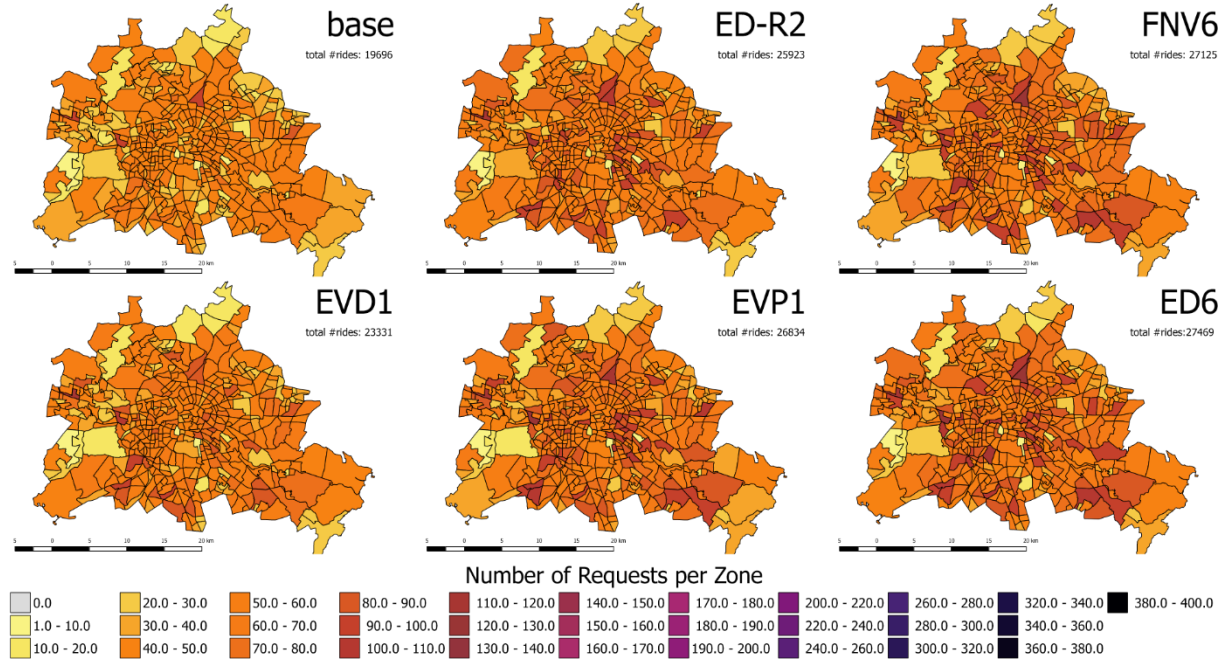 base
total #rides: 19696
ED-R2
total #rides: 25923
FNV6
total #rides: 27125
5 0 5 10 15 20 km
5 0 5 10 15 20 km
5 0 5 10 15 20 km
EVD1
total #rides: 23331
EVP1
total #rides: 26834
ED6
total #rides:27469
5 0 5 10 15 20 km
5 0 5 10 15 20 km
5 0 5 10 15 20 km
Number of Requests per Zone
0.0 20.0 - 30.0 50.0 - 60.0 80.0 - 90.0 110.0 - 120.0 140.0 - 150.0 170.0 - 180.0 200.0 - 220.0 260.0 - 280.0 320.0 - 340.0 380.0 - 400.0
1.0 - 10.0 30.0 - 40.0 60.0 - 70.0 90.0 - 100.0 120.0 - 130.0 150.0 - 160.0 180.0 - 190.0 220.0 - 240.0 280.0 - 300.0 340.0 - 360.0
10.0 - 20.0 40.0 - 50.0 70.0 - 80.0 100.0 - 110.0 130.0 - 140.0 160.0 - 170.0 190.0 - 200.0 240.0 - 260.0 300.0 - 320.0 360.0 - 380.0